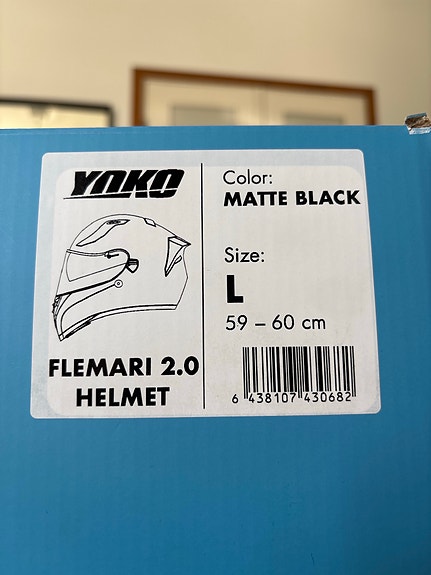 YOKO
FLEMARI 2.0
HELMET
Color:
MATTE BLACK
Size:
L
59 – 60 cm
6 438107 430682